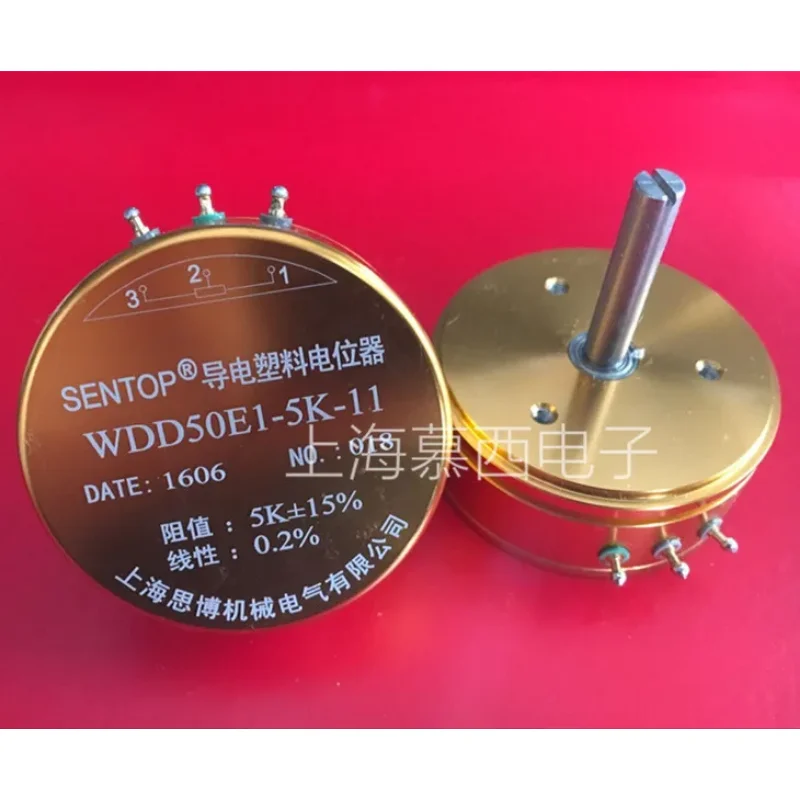 3 2 1
SENTOP®导电塑料电位器
WDD50E1-5K-11
DATE: 1606 NO.: 018
阻值：5K±15%
线性：0.2%
上海思博机械电气有限公司
上海慕西电子